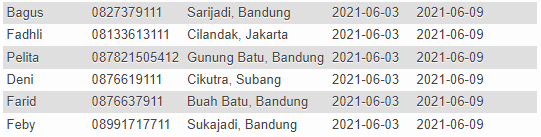 Bagus 0827379111 Sarijadi, Bandung 2021-06-03 2021-06-09
Fadhli 08133613111 Cilandak, Jakarta 2021-06-03 2021-06-09
Pelita 087821505412 Gunung Batu, Bandung 2021-06-03 2021-06-09
Deni 0876619111 Cikutra, Subang 2021-06-03 2021-06-09
Farid 0876637911 Buah Batu, Bandung 2021-06-03 2021-06-09
Feby 08991717711 Sukajadi, Bandung 2021-06-03 2021-06-09